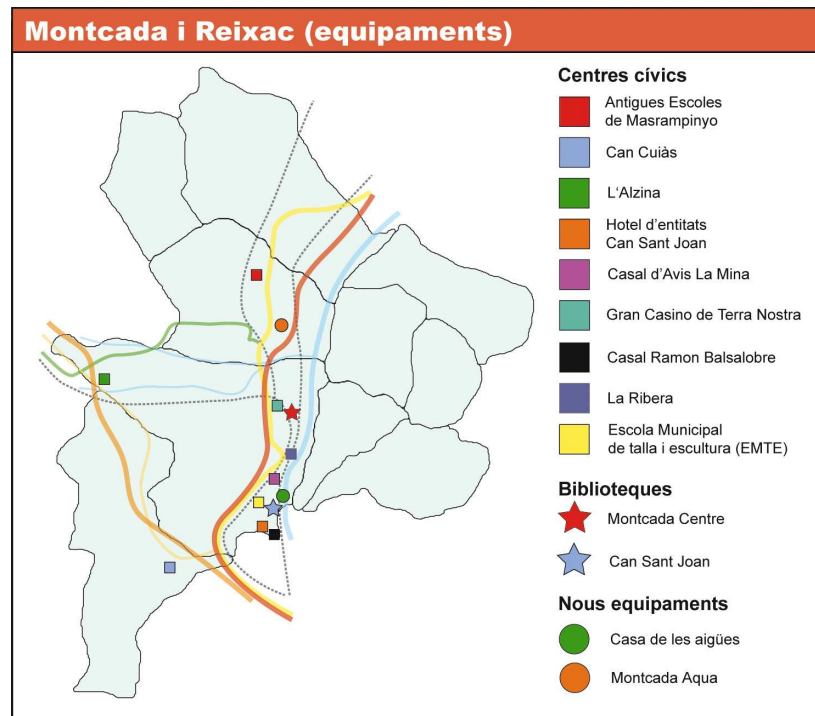 Montcada i Reixac (equipaments)
Centres cívics
Antigues Escoles
de Masrampinyo
Can Cuiàs
L'Alzina
Hotel d'entitats
Can Sant Joan
Casal d'Avis La Mina
Gran Casino de Terra Nostra
Casal Ramon Balsalobre
La Ribera
Escola Municipal
de talla i escultura (EMTE)
Biblioteques
Montcada Centre
Can Sant Joan
Nous equipaments
Casa de les aigües
Montcada Aqua